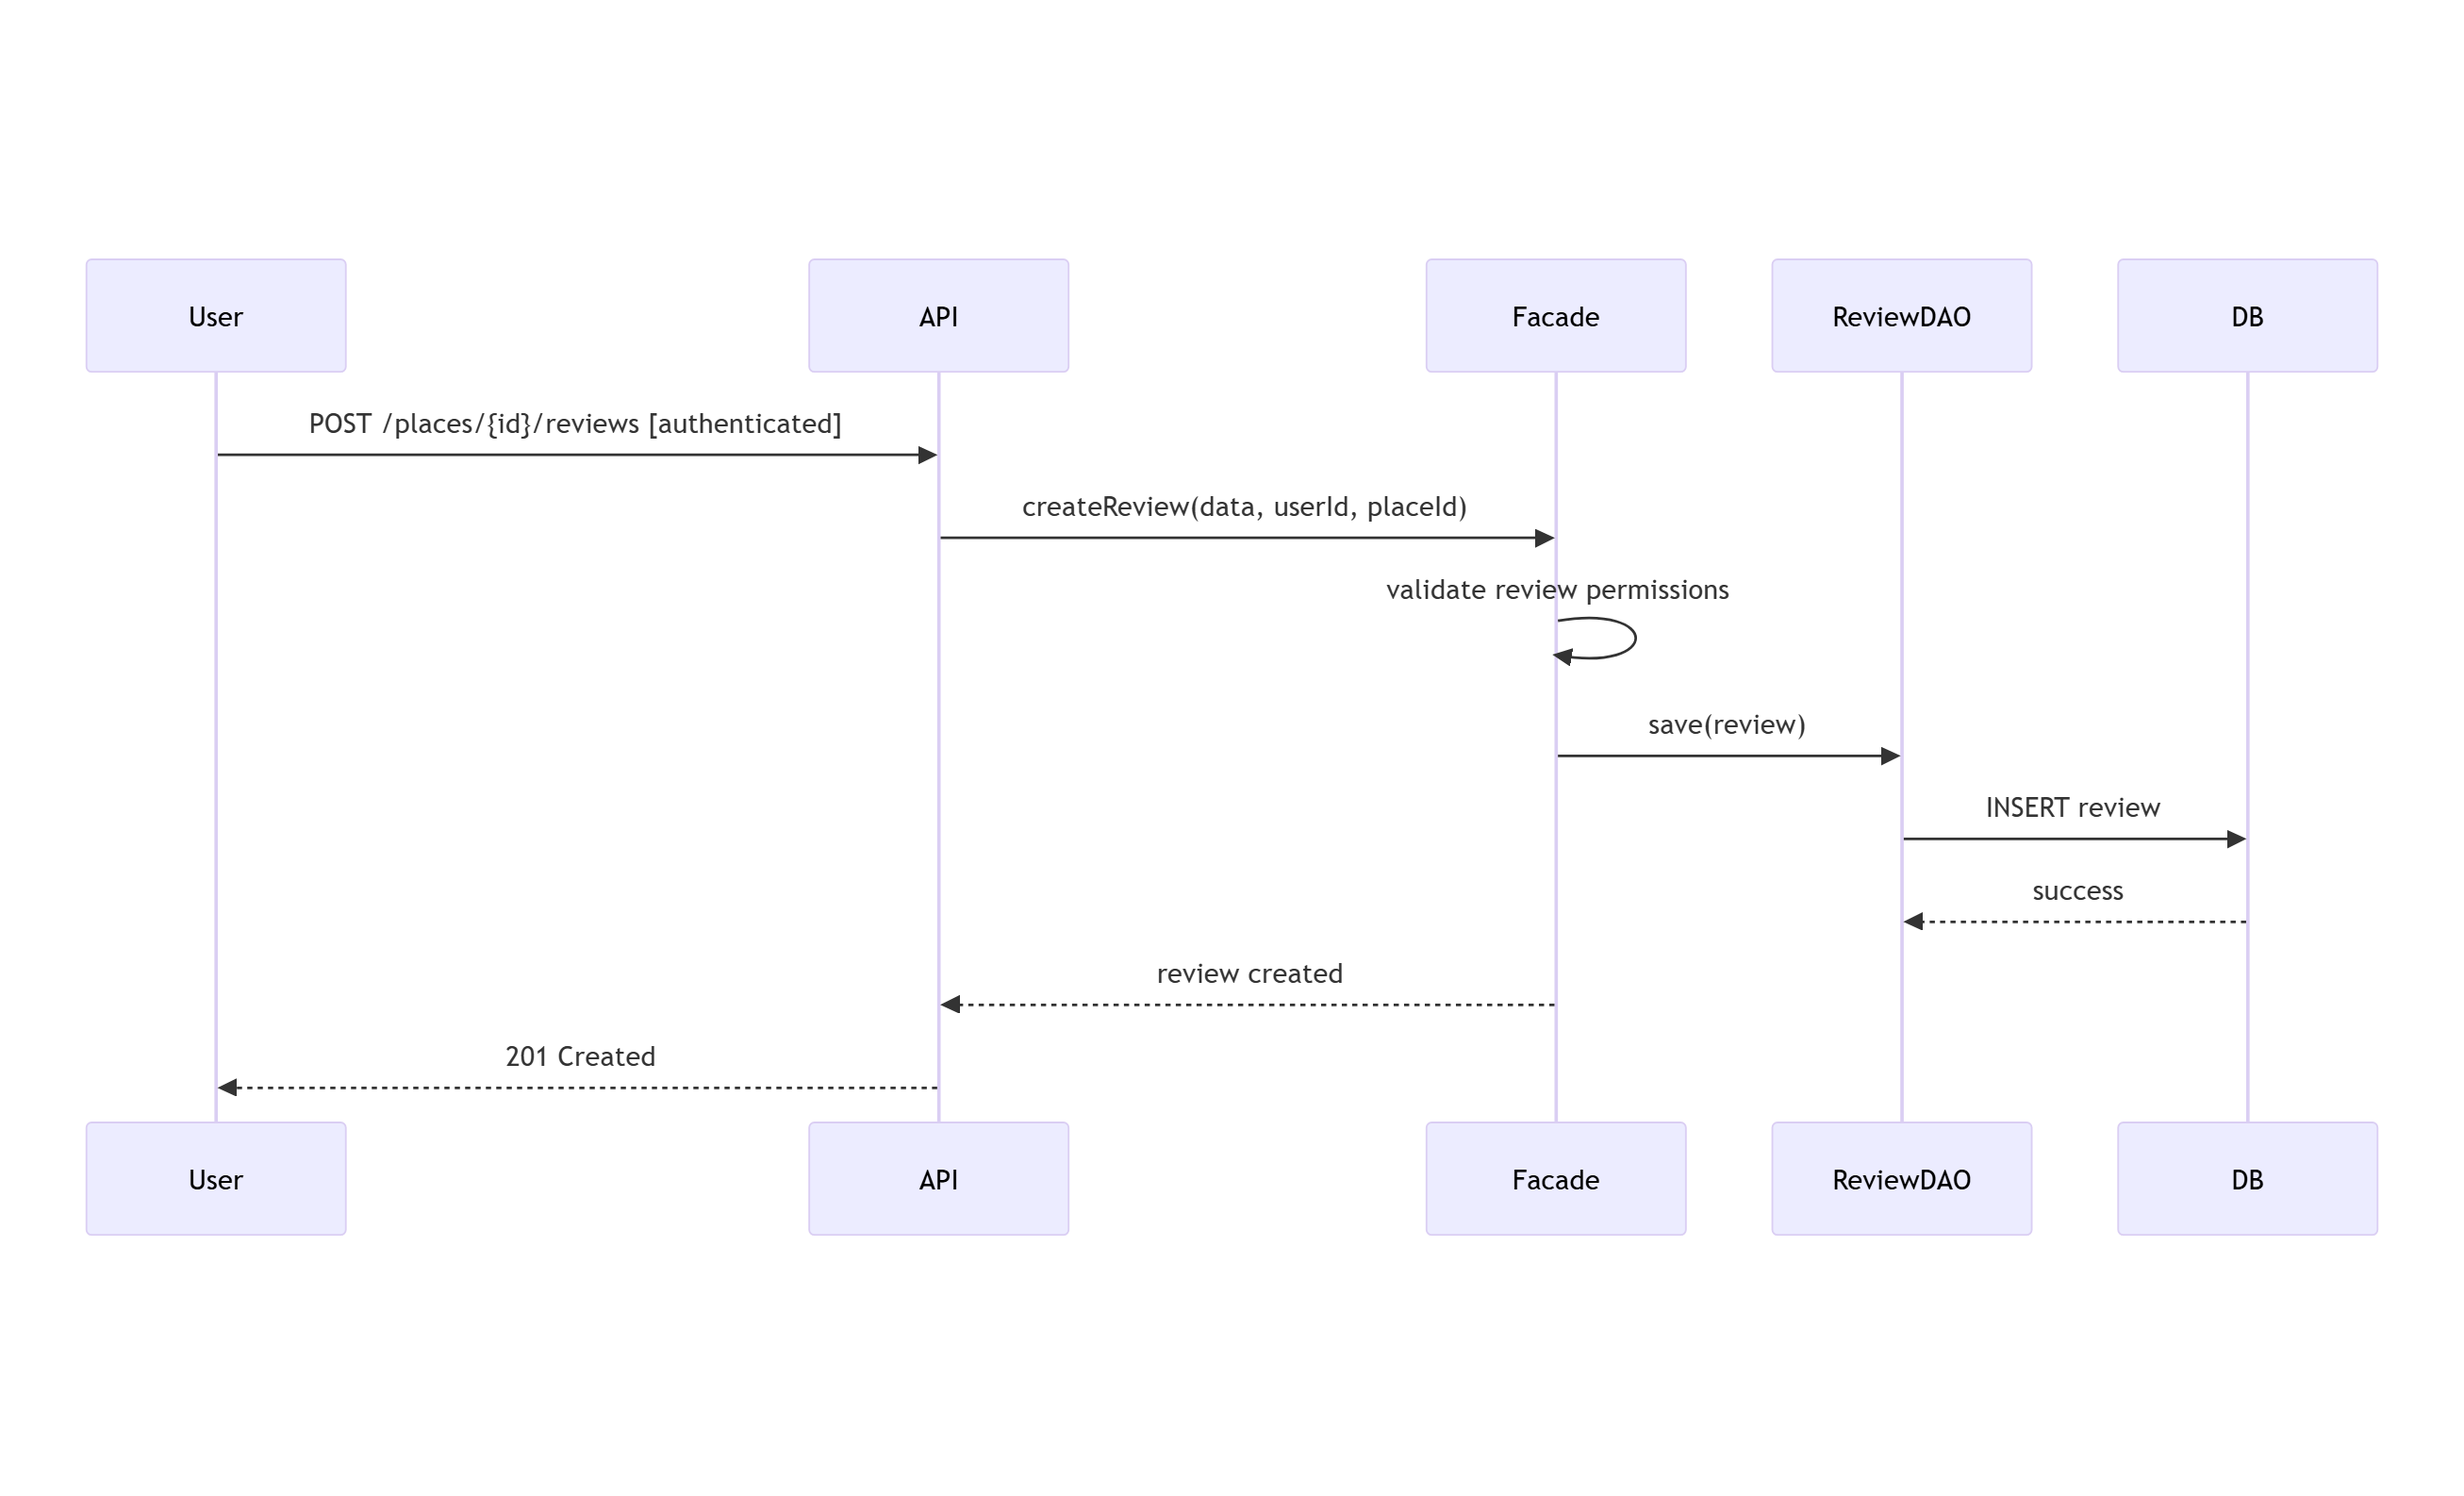 User
API
Facade
ReviewDAO
DB
POST /places/{id}/reviews [authenticated]
createReview(data, userId, placeId)
validate review permissions
save(review)
INSERT review
success
review created
201 Created
User
API
Facade
ReviewDAO
DB